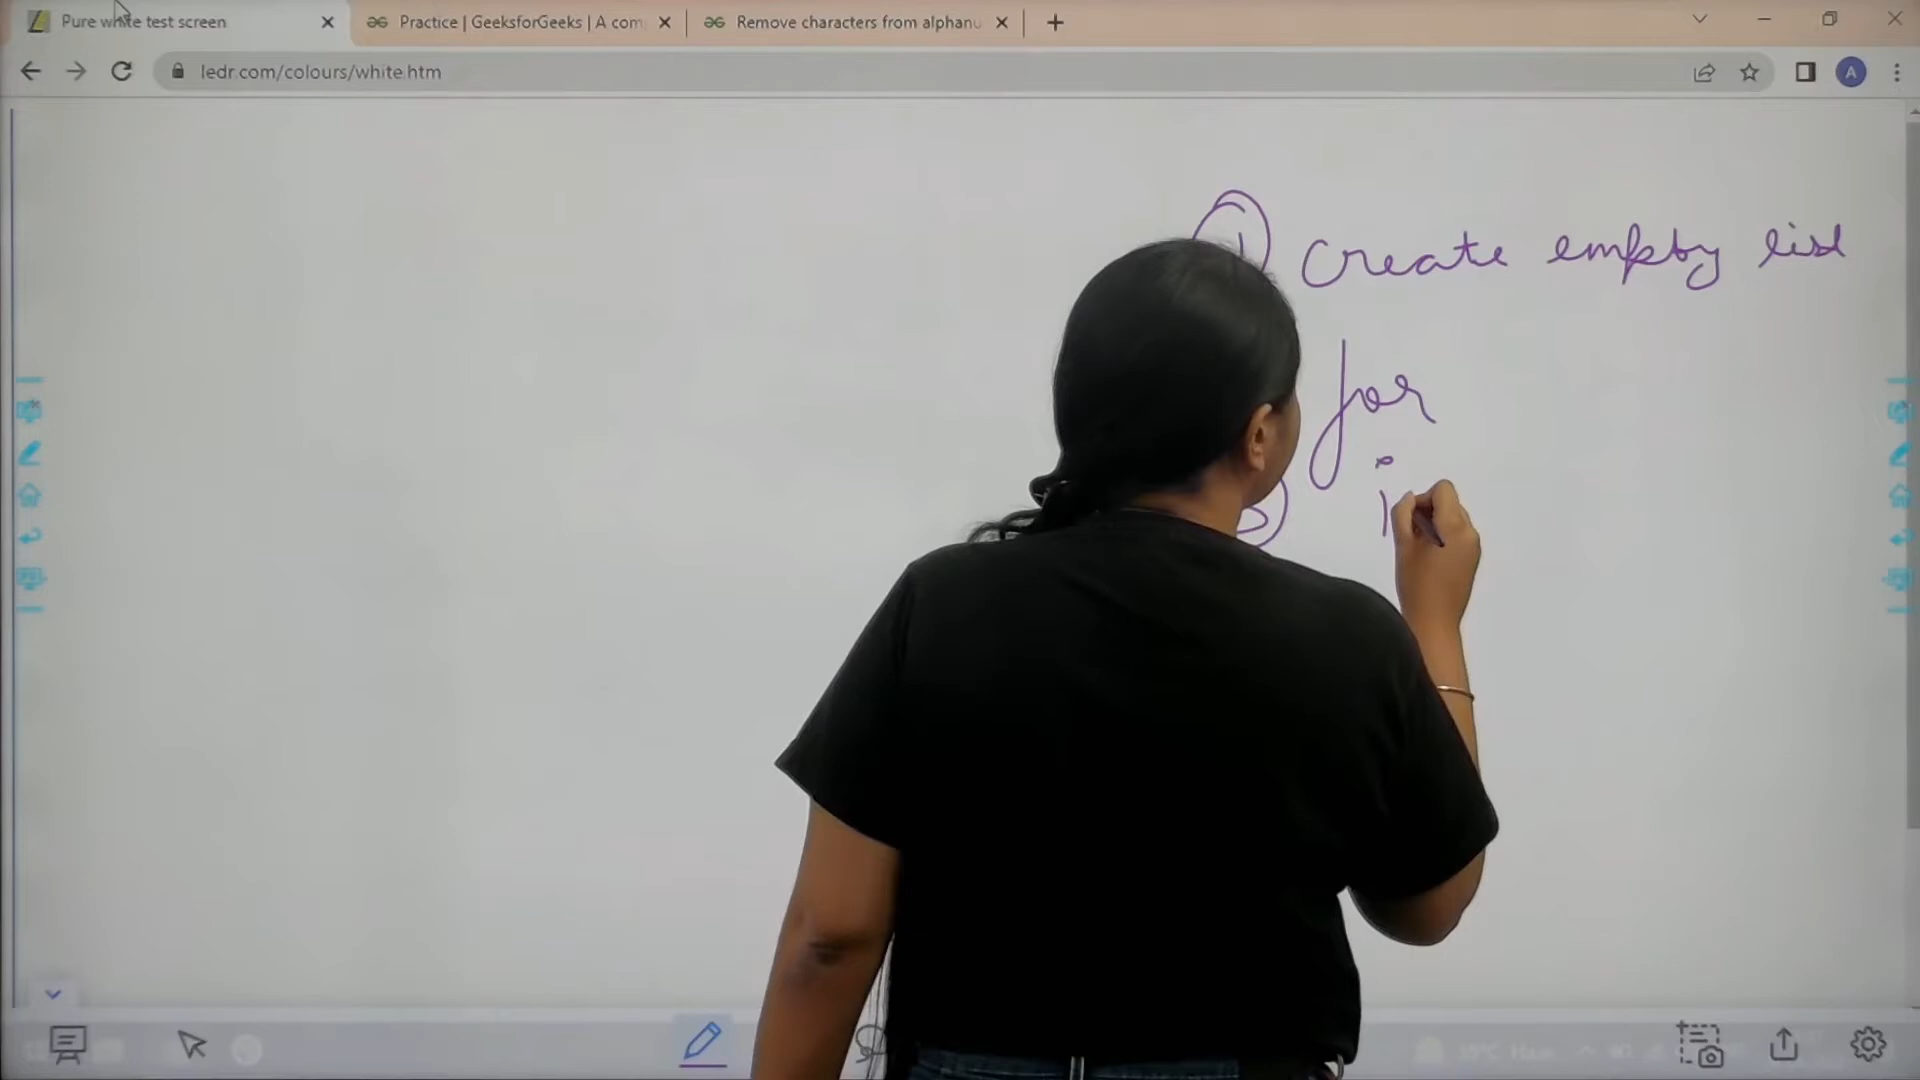 Pure white test screen
Practice | GeeksforGeeks | A com
Remove characters from alphanu
ledr.com/colours/white.htm
A
1 Create empty list
for